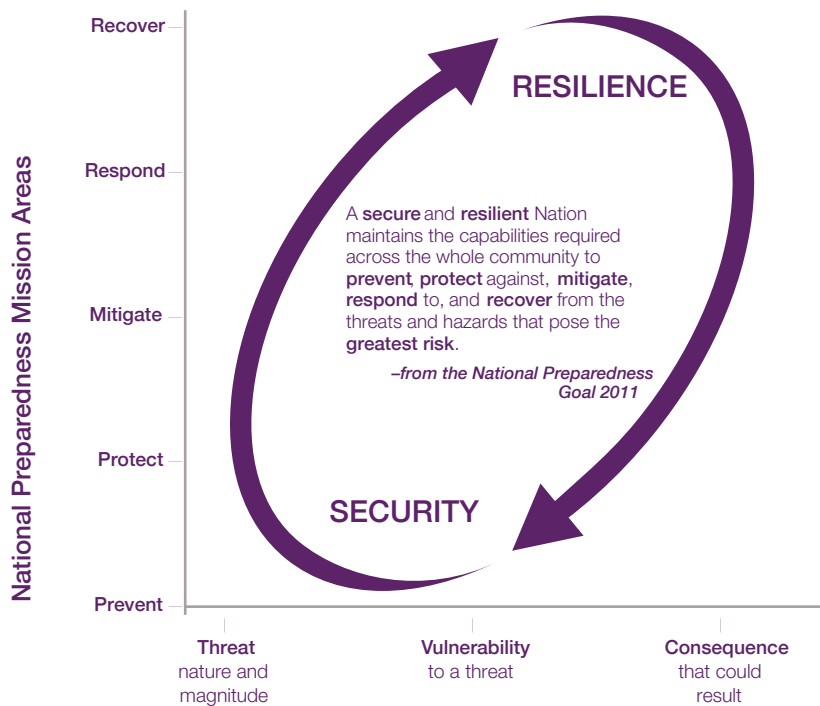 National Preparedness Mission Areas
Recover
Respond
Mitigate
Protect
Prevent
RESILIENCE
A secure and resilient Nation
maintains the capabilities required
across the whole community to
prevent, protect against, mitigate,
respond to, and recover from the
threats and hazards that pose the
greatest risk.
–from the National Preparedness
Goal 2011
SECURITY
Threat
nature and
magnitude
Vulnerability
to a threat
Consequence
that could
result